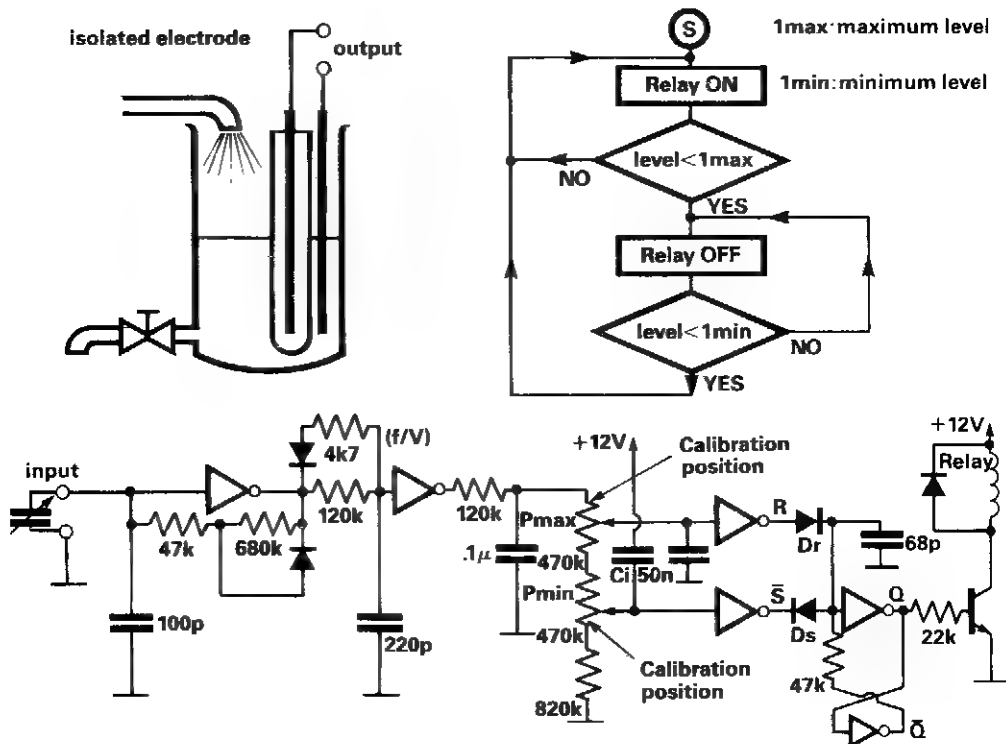 isolated electrode
output
S
1max·maximum level
Relay ON
1min:minimum level
level<1max
NO
YES
Relay OFF
level<1min
NO
YES
input
47k
680k
100p
4k7
(f/V)
120k
220p
120k
.1μ
+12V
Calibration
position
Pmax
470k
Pmin
470k
820k
Ci
50n
Calibration
position
R
Dr
68p
S̄
Ds
Q
22k
47k
Q̄
+12V
Relay